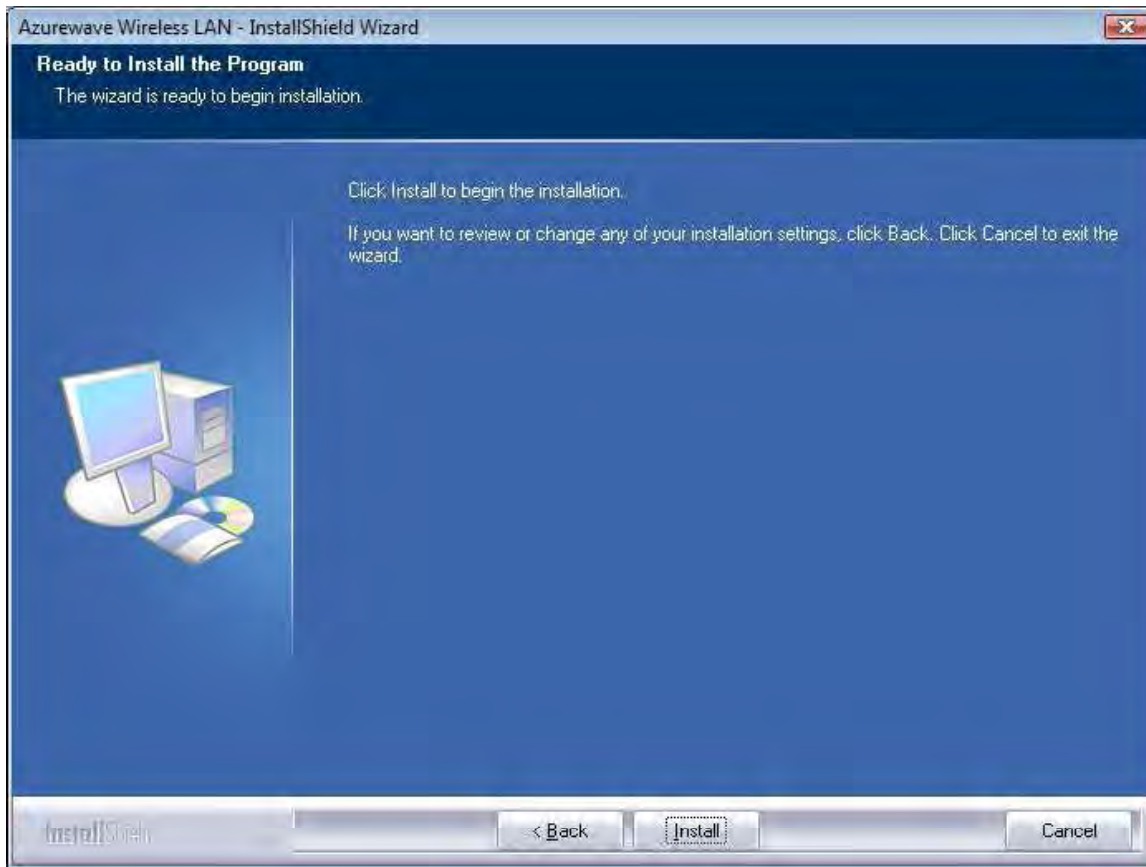 Azurewave Wireless LAN - InstallShield Wizard
Ready to Install the Program
The wizard is ready to begin installation.
Click Install to begin the installation.
If you want to review or change any of your installation settings, click Back. Click Cancel to exit the
wizard.
InstallShield
< Back
Install
Cancel